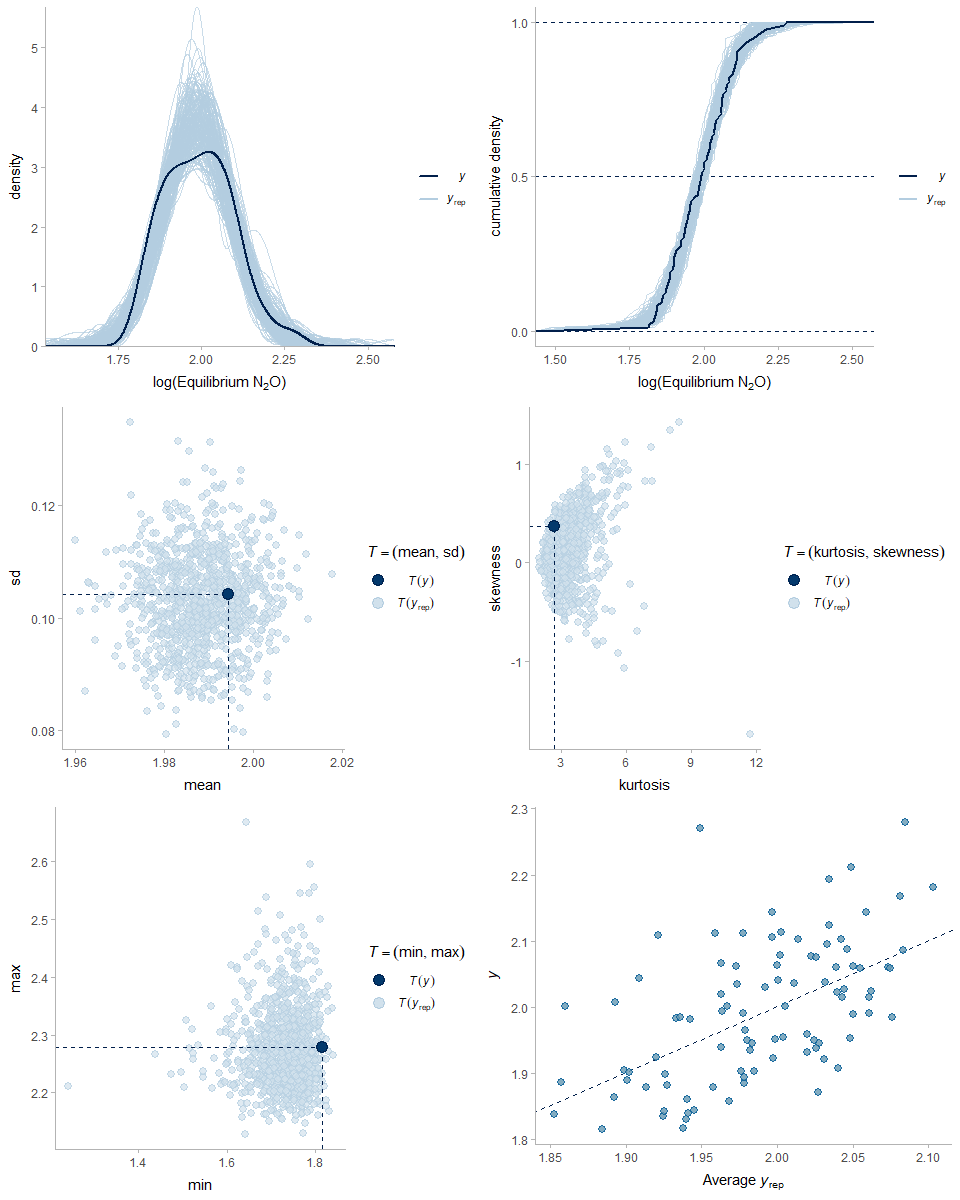 5
4
3
2
1
0
density
1.75 2.00 2.25 2.50
log(Equilibrium N₂O)
y
yrep
1.0
0.5
0.0
cumulative density
1.50 1.75 2.00 2.25 2.50
log(Equilibrium N₂O)
y
yrep
0.12
0.10
0.08
sd
1.96 1.98 2.00 2.02
mean
T = (mean, sd)
T(y)
T(yrep)
1
0
-1
skewness
3 6 9 12
kurtosis
T = (kurtosis, skewness)
T(y)
T(yrep)
2.6
2.5
2.4
2.3
2.2
max
1.4 1.6 1.8
min
T = (min, max)
T(y)
T(yrep)
2.3
2.2
2.1
2.0
1.9
1.8
y
1.85 1.90 1.95 2.00 2.05 2.10
Average yrep